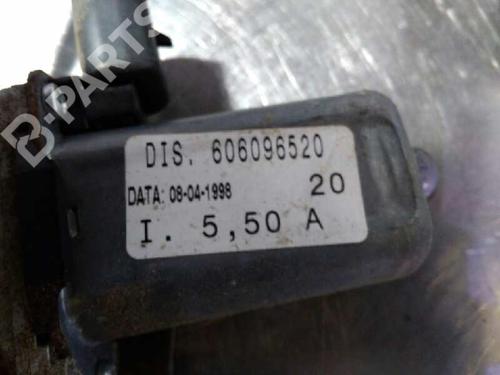 B-PARTS
DIS. 606096520
DATA: 08-04-1998 20
I. 5,50 A